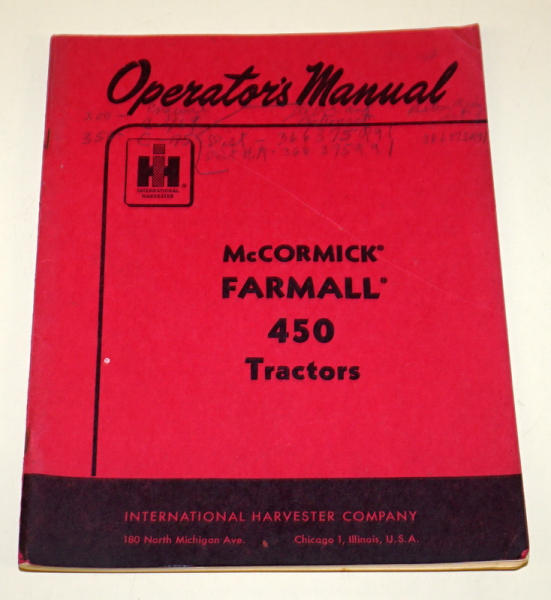 Operator's Manual
IH
INTERNATIONAL
HARVESTER
®
McCORMICK®
FARMALL®
450
Tractors
INTERNATIONAL HARVESTER COMPANY
180 North Michigan Ave. Chicago 1, Illinois, U.S.A.